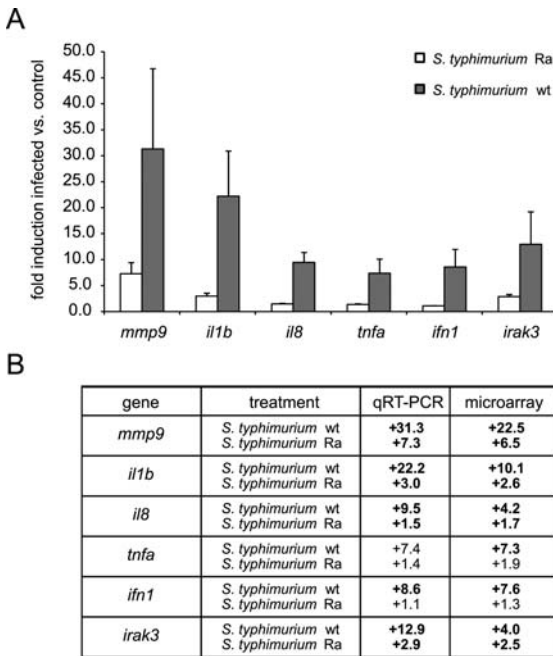 A
fold induction infected vs. control
50.0
45.0
40.0
35.0
30.0
25.0
20.0
15.0
10.0
5.0
0.0
S. typhimurium Ra
S. typhimurium wt
mmp9 il1b il8 tnfa ifn1 irak3
B
gene treatment qRT-PCR microarray
mmp9
S. typhimurium wt +31.3 +22.5
S. typhimurium Ra +7.3 +6.5
il1b
S. typhimurium wt +22.2 +10.1
S. typhimurium Ra +3.0 +2.6
il8
S. typhimurium wt +9.5 +4.2
S. typhimurium Ra +1.5 +1.7
tnfa
S. typhimurium wt +7.4 +7.3
S. typhimurium Ra +1.4 +1.9
ifn1
S. typhimurium wt +8.6 +7.6
S. typhimurium Ra +1.1 +1.3
irak3
S. typhimurium wt +12.9 +4.0
S. typhimurium Ra +2.9 +2.5